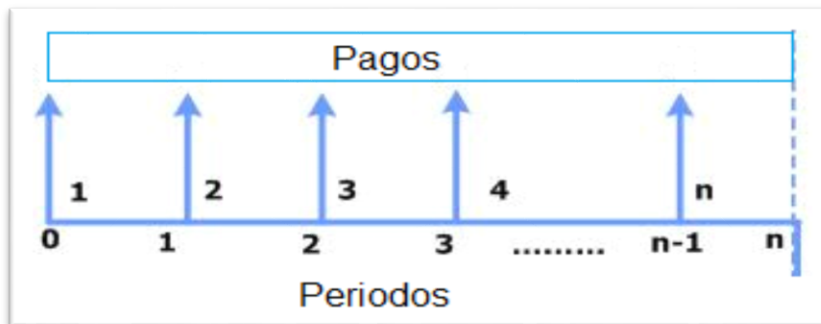 Pagos
1 2 3 4 n
0 1 2 3 ......... n-1 n
Periodos